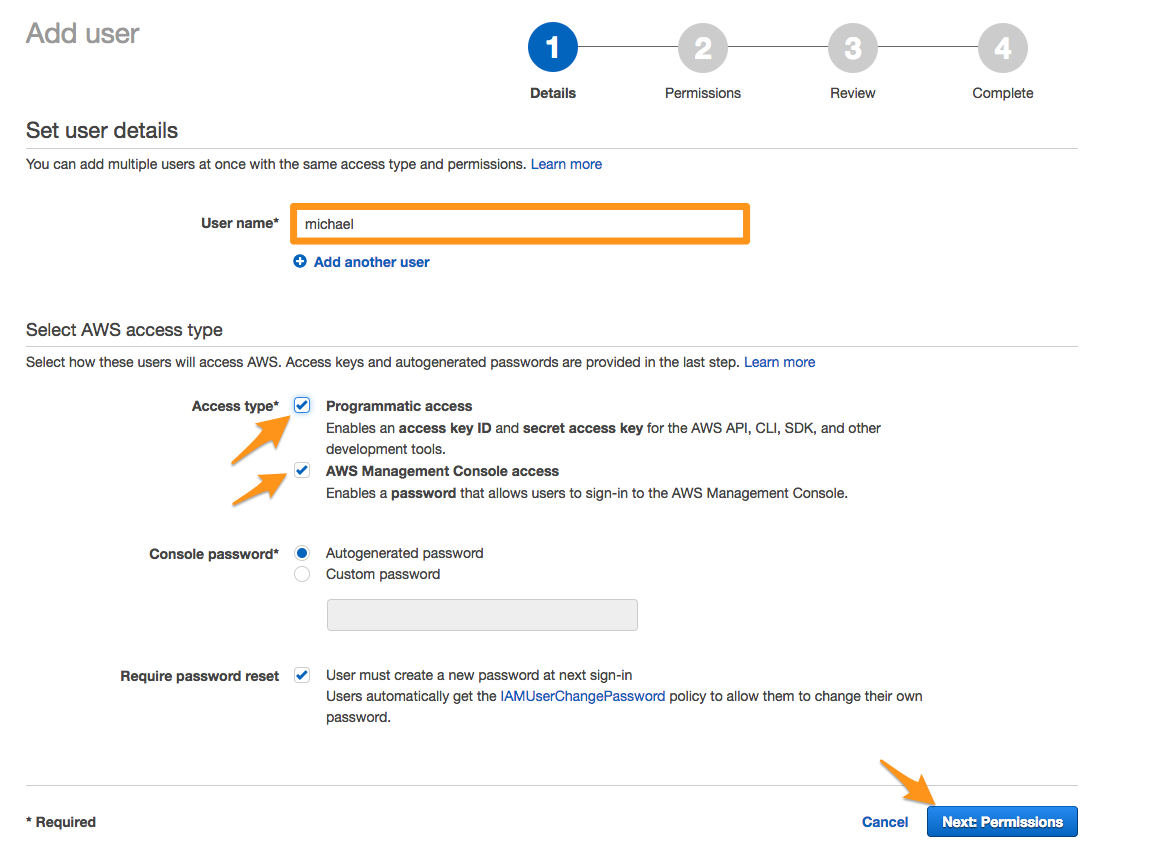 Add user
1
2
3
4
Details
Permissions
Review
Complete
Set user details
You can add multiple users at once with the same access type and permissions. Learn more
User name*
michael
Add another user
Select AWS access type
Select how these users will access AWS. Access keys and autogenerated passwords are provided in the last step. Learn more
Access type*
Programmatic access
Enables an access key ID and secret access key for the AWS API, CLI, SDK, and other
development tools.
AWS Management Console access
Enables a password that allows users to sign-in to the AWS Management Console.
Console password*
Autogenerated password
Custom password
Require password reset
User must create a new password at next sign-in
Users automatically get the IAMUserChangePassword policy to allow them to change their own
password.
* Required
Cancel
Next: Permissions